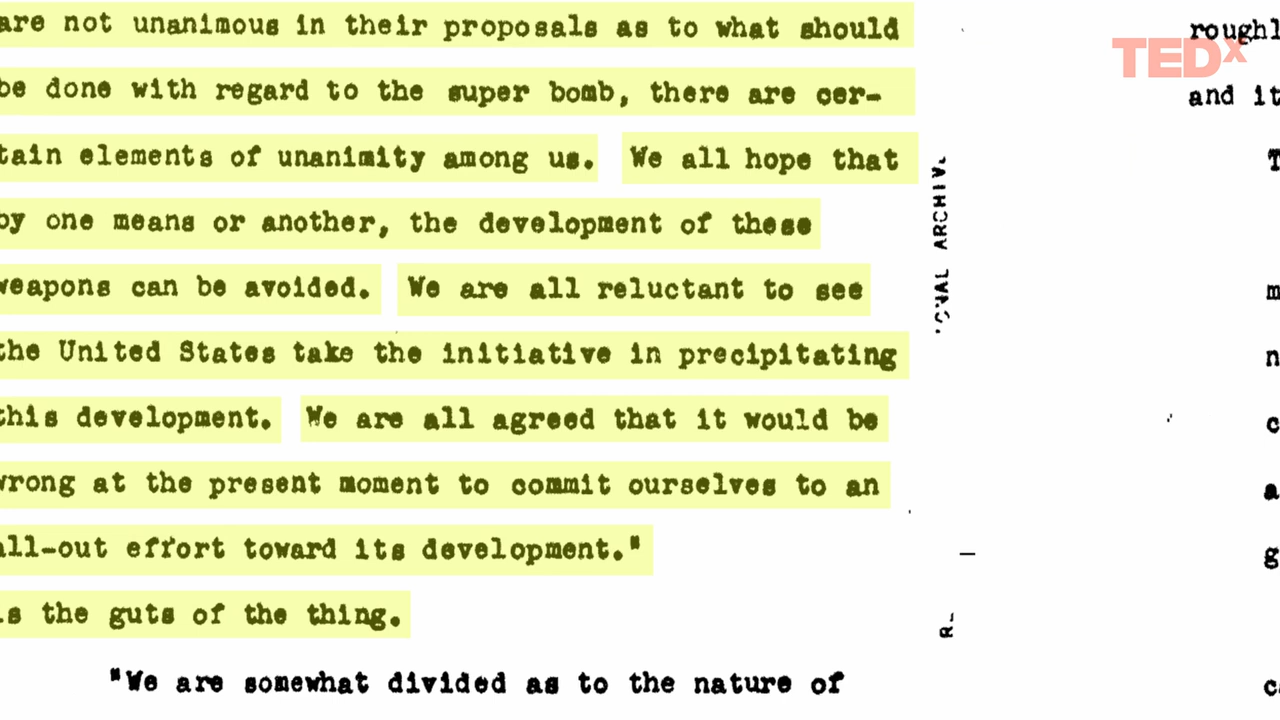 are not unanimous in their proposals as to what should
be done with regard to the super bomb, there are cer-
tain elements of unanimity among us. We all hope that
by one means or another, the development of these
weapons can be avoided. We are all reluctant to see
the United States take the initiative in precipitating
this development. We are all agreed that it would be
wrong at the present moment to commit ourselves to an
all-out effort toward its development."
is the guts of the thing.
"We are somewhat divided as to the nature of
TEDx
and it